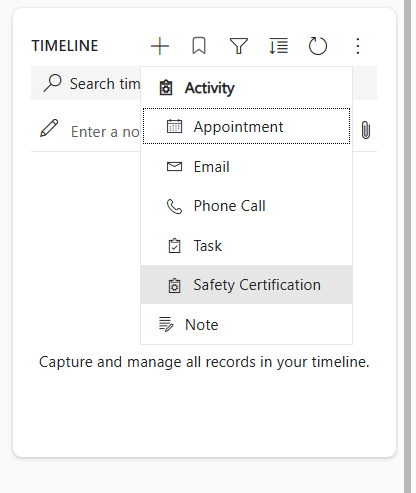 TIMELINE
Search tim
Activity
Appointment
Enter a no
Email
Phone Call
Task
Safety Certification
Note
Capture and manage all records in your timeline.